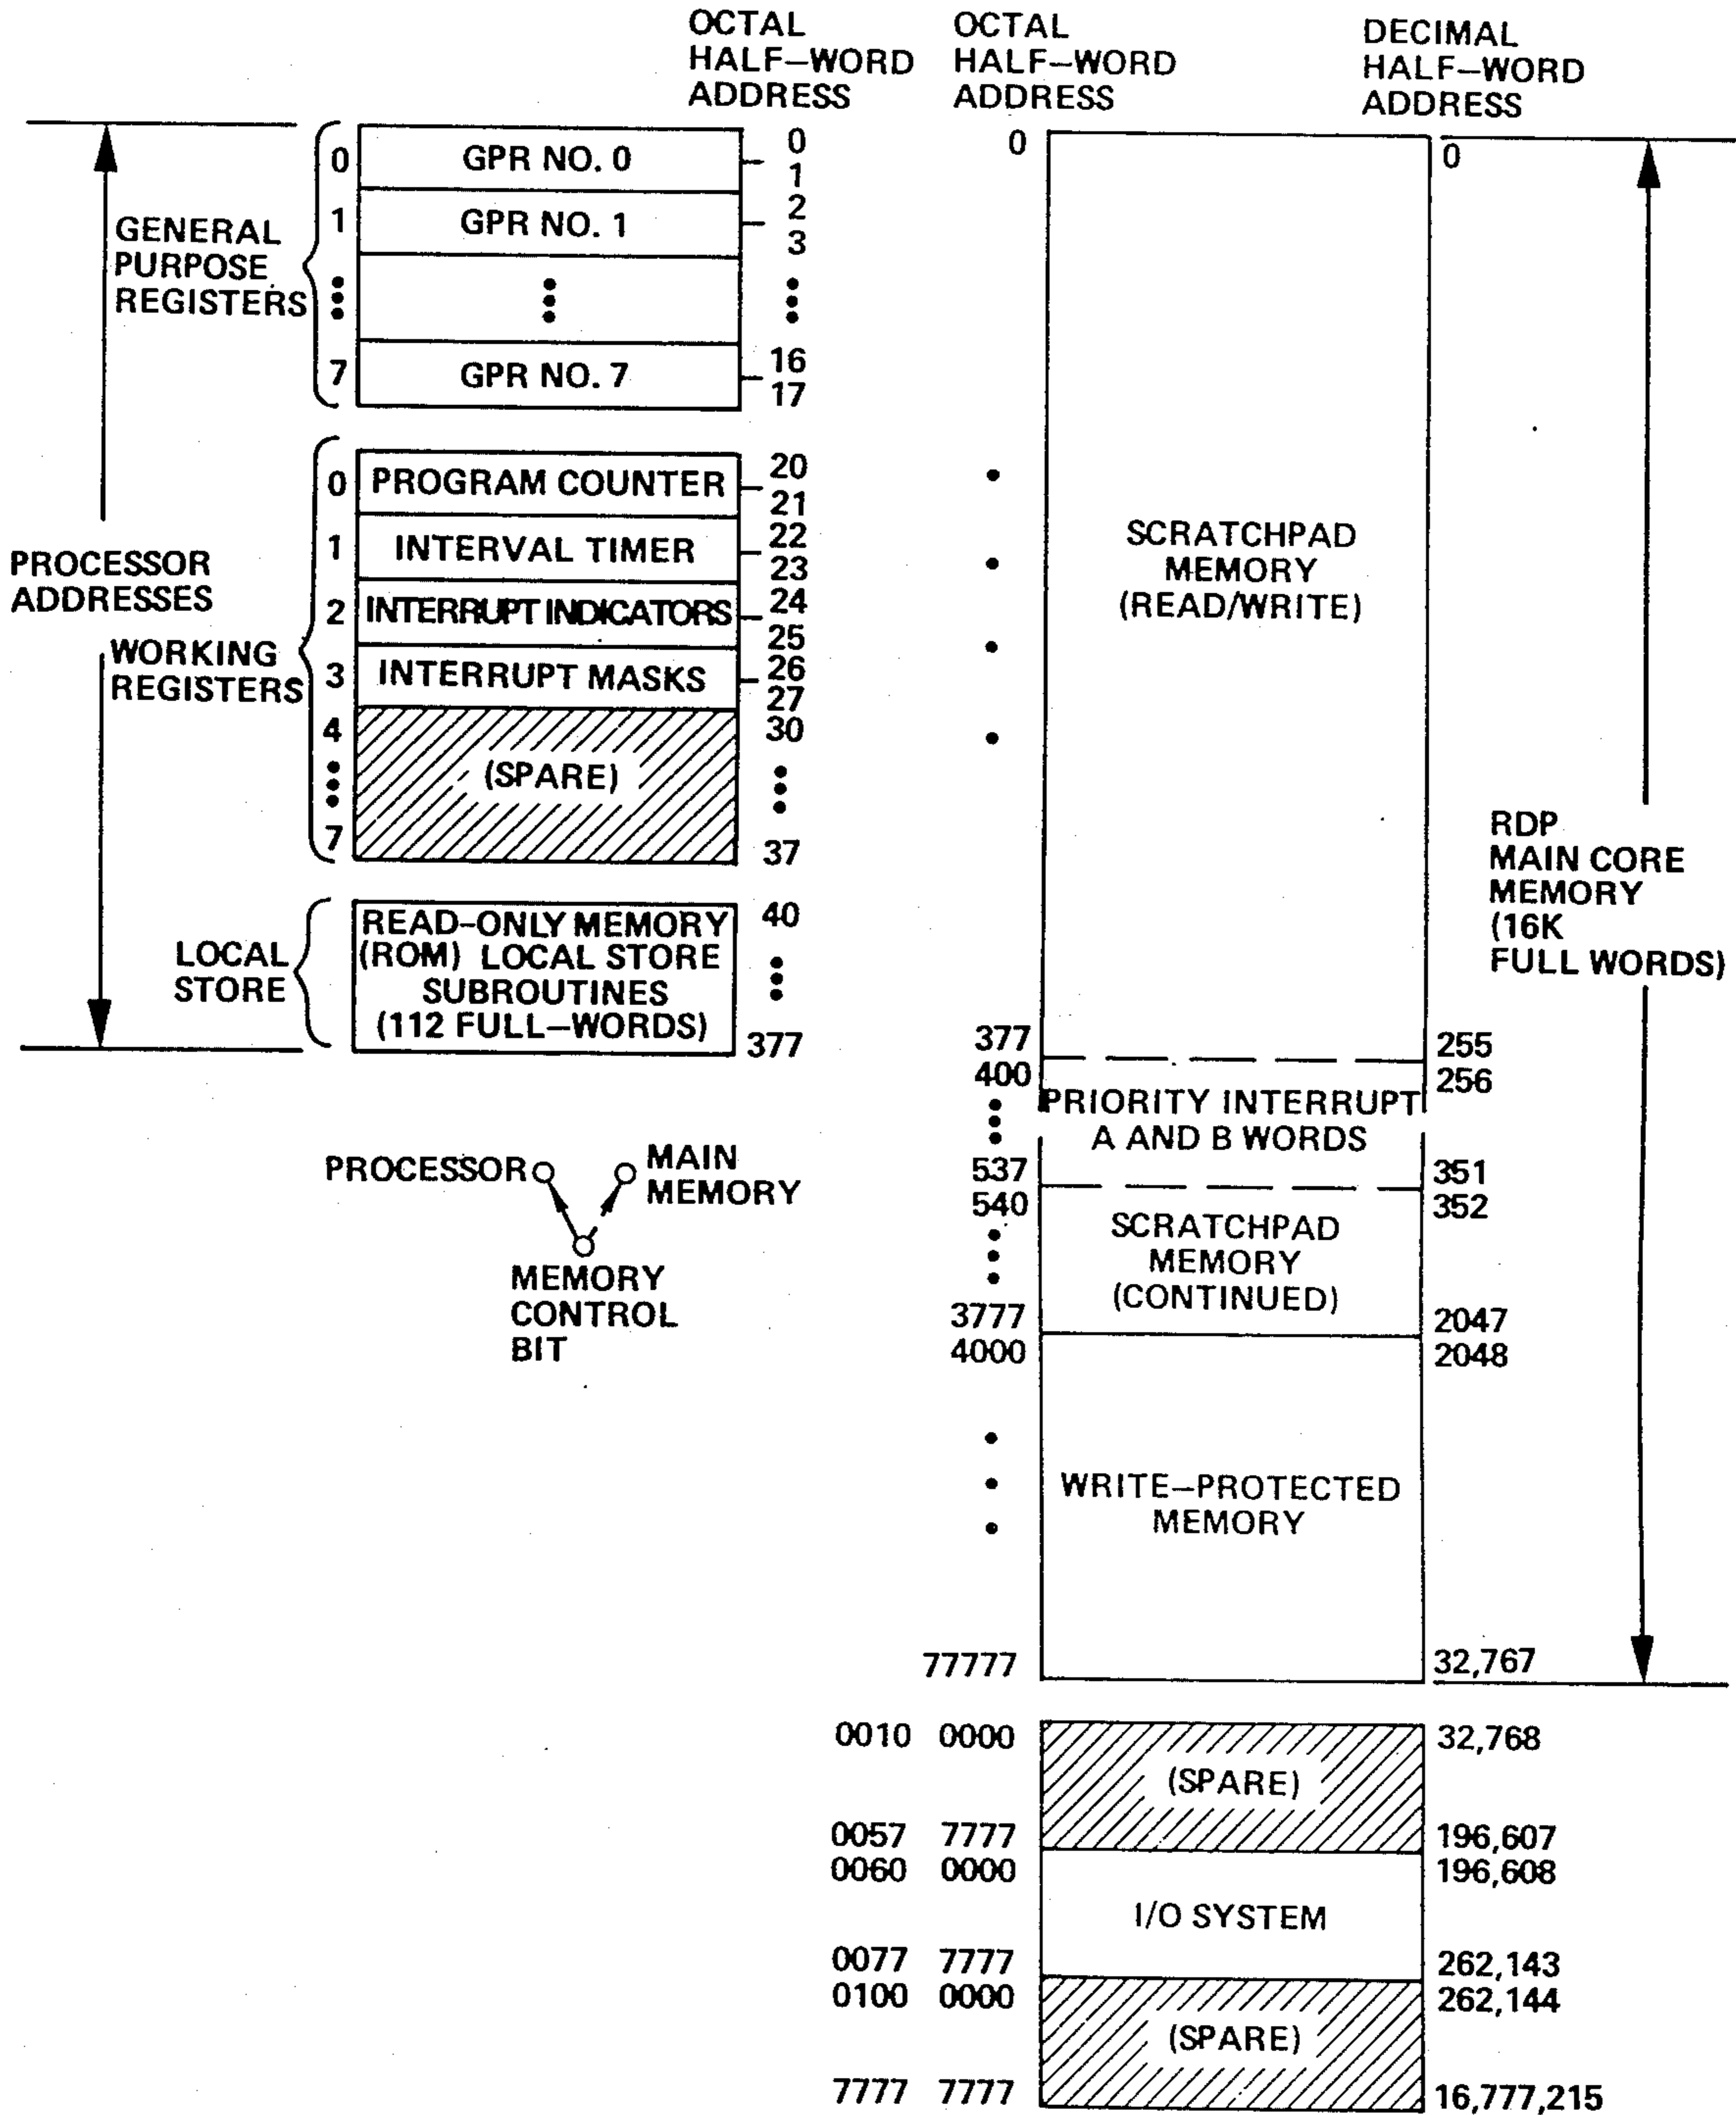 OCTAL
HALF–WORD
ADDRESS
OCTAL
HALF–WORD
ADDRESS
DECIMAL
HALF–WORD
ADDRESS
PROCESSOR
ADDRESSES
GENERAL
PURPOSE
REGISTERS
0 GPR NO. 0 0
1
1 GPR NO. 1 2
3
7 GPR NO. 7 16
17
WORKING
REGISTERS
0 PROGRAM COUNTER 20
21
1 INTERVAL TIMER 22
23
2 INTERRUPT INDICATORS 24
25
3 INTERRUPT MASKS 26
27
4 30
(SPARE)
7 37
LOCAL
STORE
READ–ONLY MEMORY 40
(ROM) LOCAL STORE
SUBROUTINES
(112 FULL–WORDS) 377
PROCESSOR
MAIN
MEMORY
MEMORY
CONTROL
BIT
0 0
SCRATCHPAD
MEMORY
(READ/WRITE)
377 255
400 256
PRIORITY INTERRUPT
A AND B WORDS
537 351
540 352
SCRATCHPAD
MEMORY
(CONTINUED)
3777 2047
4000 2048
WRITE–PROTECTED
MEMORY
77777 32,767
RDP
MAIN CORE
MEMORY
(16K
FULL WORDS)
0010 0000 32,768
(SPARE)
0057 7777 196,607
0060 0000 196,608
I/O SYSTEM
0077 7777 262,143
0100 0000 262,144
(SPARE)
7777 7777 16,777,215